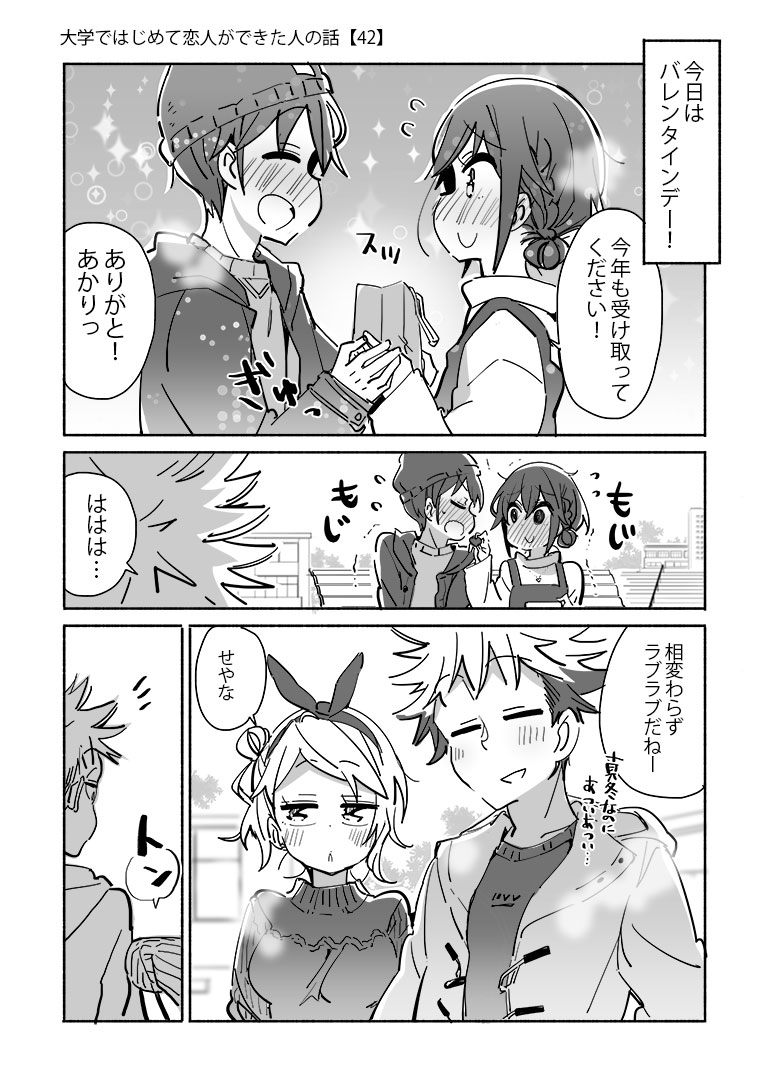 大学ではじめて恋人ができた人の話【42】
今日は
バレンタインデー！
今年も受け取って
ください！
スッ
ありがと！
あかりっ
ぎゅっ
もじ
もじ
ははは…
相変わらず
ラブラブだねー
真冬なのに
あついあつい…
せやな
トン